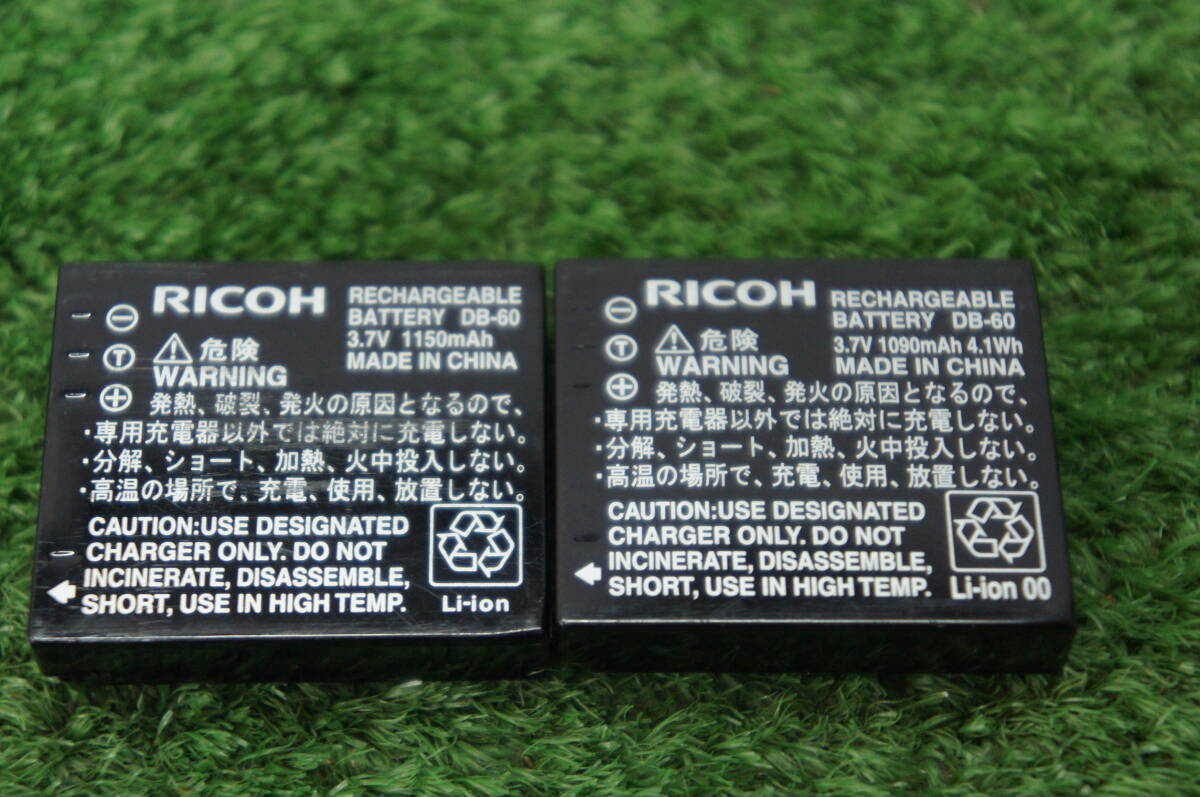 RICOH
RECHARGEABLE
BATTERY DB-60
3.7V 1150mAh
MADE IN CHINA
T
危険
WARNING
発熱、破裂、発火の原因となるので、
・専用充電器以外では絶対に充電しない。
・分解、ショート、加熱、火中投入しない。
・高温の場所で、充電、使用、放置しない。
CAUTION:USE DESIGNATED
CHARGER ONLY. DO NOT
INCINERATE, DISASSEMBLE,
SHORT, USE IN HIGH TEMP.
Li-ion
RICOH
RECHARGEABLE
BATTERY DB-60
3.7V 1090mAh 4.1Wh
MADE IN CHINA
T
危険
WARNING
発熱、破裂、発火の原因となるので、
・専用充電器以外では絶対に充電しない。
・分解、ショート、加熱、火中投入しない。
・高温の場所で、充電、使用、放置しない。
CAUTION:USE DESIGNATED
CHARGER ONLY. DO NOT
INCINERATE, DISASSEMBLE,
SHORT, USE IN HIGH TEMP.
Li-ion 00